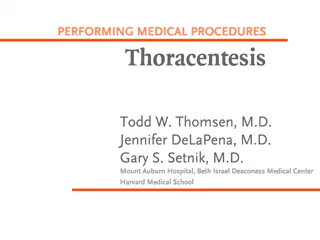 PERFORMING MEDICAL PROCEDURES
Thoracentesis
Todd W. Thomsen, M.D.
Jennifer DeLaPena, M.D.
Gary S. Setnik, M.D.
Mount Auburn Hospital, Beth Israel Deaconess Medical Center
Harvard Medical School